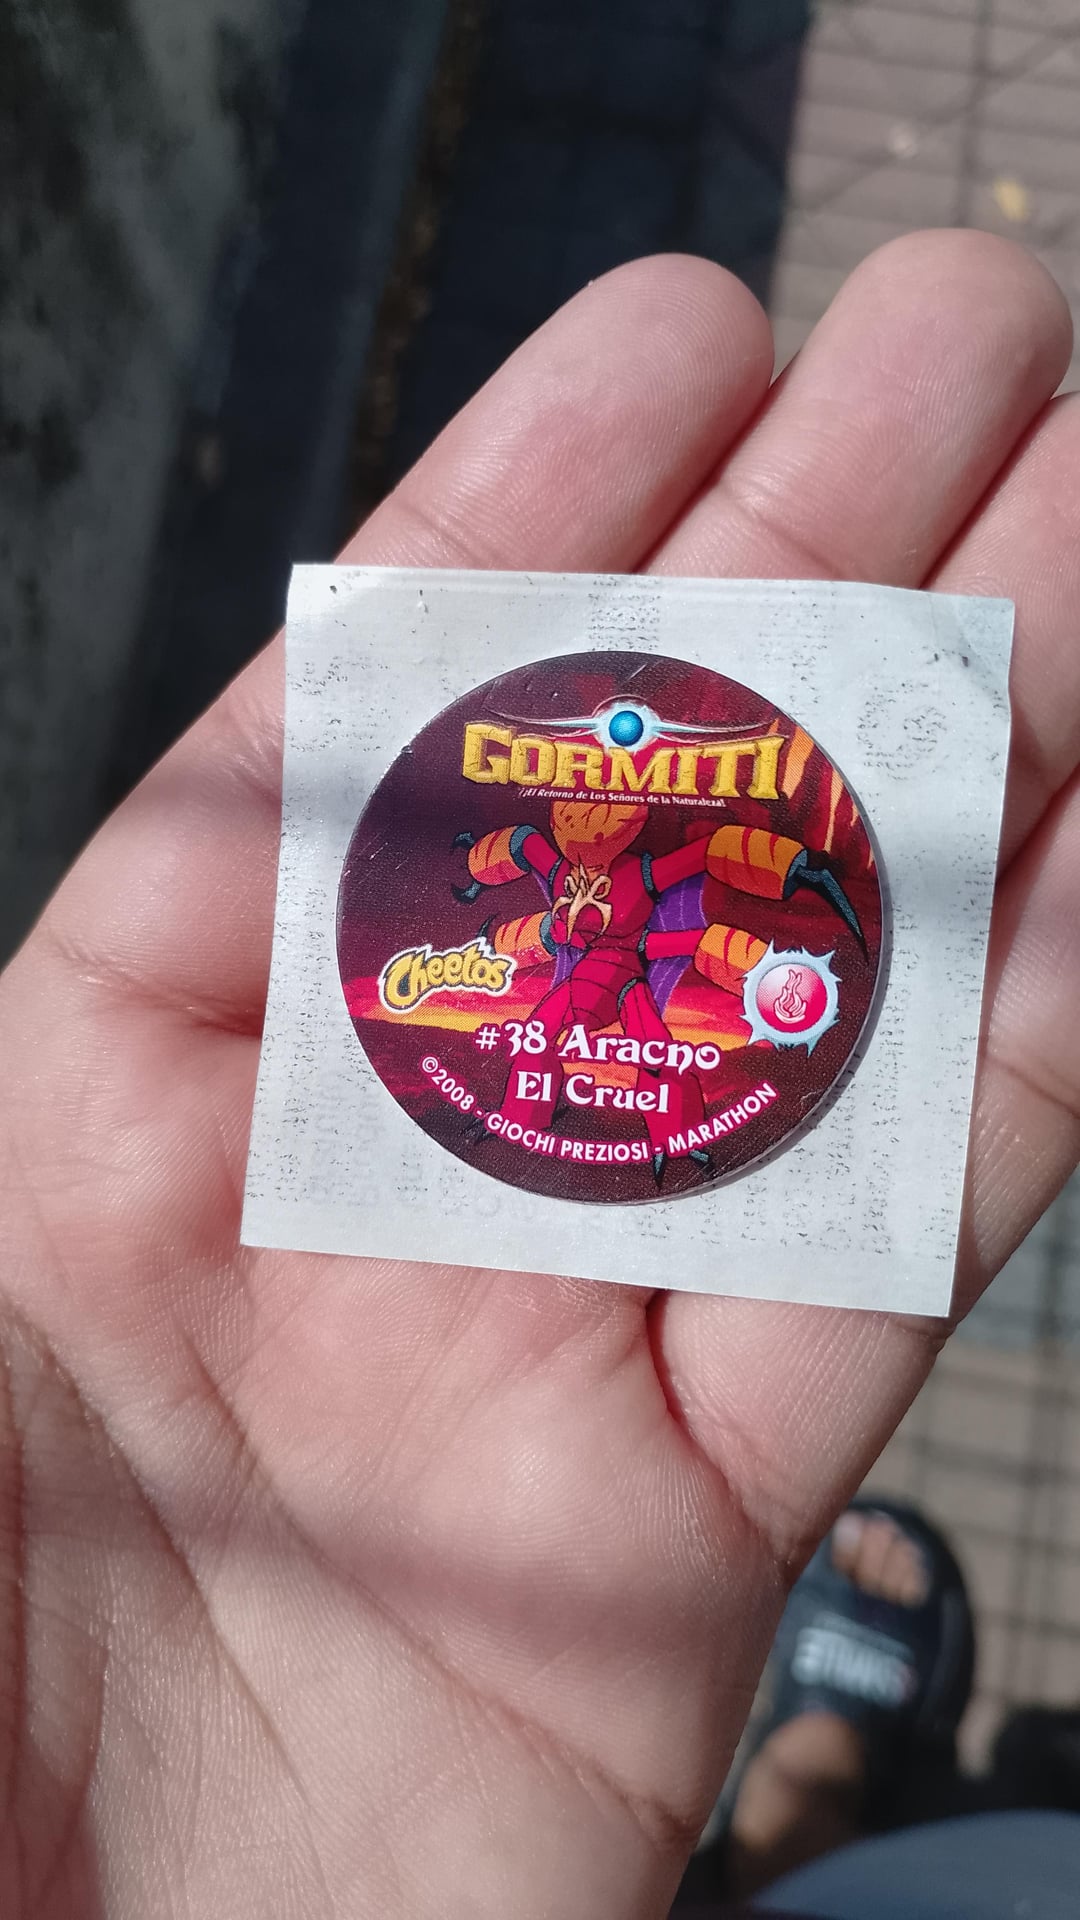 GORMITI
¡El Retorno de Los Señores de la Naturaleza!
Cheetos
#38 Aracno
El Cruel
©2008 - GIOCHI PREZIOSI - MARATHON